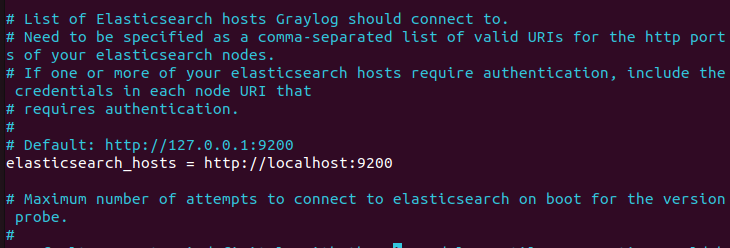 # List of Elasticsearch hosts Graylog should connect to.
# Need to be specified as a comma-separated list of valid URIs for the http port
s of your elasticsearch nodes.
# If one or more of your elasticsearch hosts require authentication, include the
credentials in each node URI that
# requires authentication.
#
# Default: http://127.0.0.1:9200
elasticsearch_hosts = http://localhost:9200
# Maximum number of attempts to connect to elasticsearch on boot for the version
probe.
#